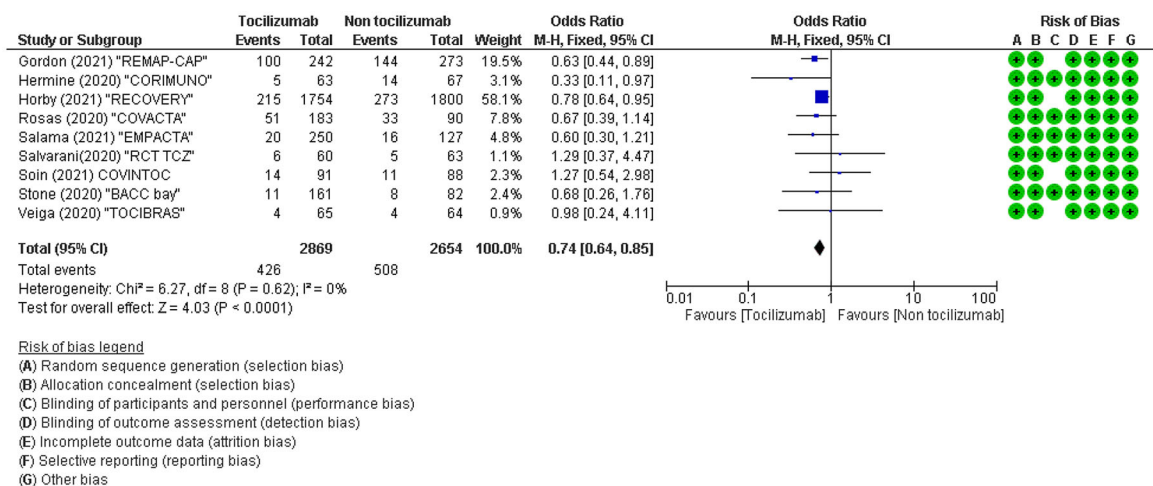 Tocilizumab Non tocilizumab Odds Ratio Odds Ratio Risk of Bias
Study or Subgroup Events Total Events Total Weight M-H, Fixed, 95% CI M-H, Fixed, 95% CI A B C D E F G
Gordon (2021) "REMAP-CAP" 100 242 144 273 19.5% 0.63 [0.44, 0.89]
Hermine (2020) "CORIMUNO" 5 63 14 67 3.1% 0.33 [0.11, 0.97]
Horby (2021) "RECOVERY" 215 1754 273 1800 58.1% 0.78 [0.64, 0.95]
Rosas (2020) "COVACTA" 51 183 33 90 7.8% 0.67 [0.39, 1.14]
Salama (2021) "EMPACTA" 20 250 16 127 4.8% 0.60 [0.30, 1.21]
Salvarani(2020) "RCT TCZ" 6 60 5 63 1.1% 1.29 [0.37, 4.47]
Soin (2021) COVINTOC 14 91 11 88 2.3% 1.27 [0.54, 2.98]
Stone (2020) "BACC bay" 11 161 8 82 2.4% 0.68 [0.26, 1.76]
Veiga (2020) "TOCIBRAS" 4 65 4 64 0.9% 0.98 [0.24, 4.11]
Total (95% CI) 2869 2654 100.0% 0.74 [0.64, 0.85]
Total events 426 508
Heterogeneity: Chi² = 6.27, df = 8 (P = 0.62); I² = 0%
Test for overall effect: Z = 4.03 (P < 0.0001)
0.01 0.1 1 10 100
Favours [Tocilizumab] Favours [Non tocilizumab]
Risk of bias legend
(A) Random sequence generation (selection bias)
(B) Allocation concealment (selection bias)
(C) Blinding of participants and personnel (performance bias)
(D) Blinding of outcome assessment (detection bias)
(E) Incomplete outcome data (attrition bias)
(F) Selective reporting (reporting bias)
(G) Other bias